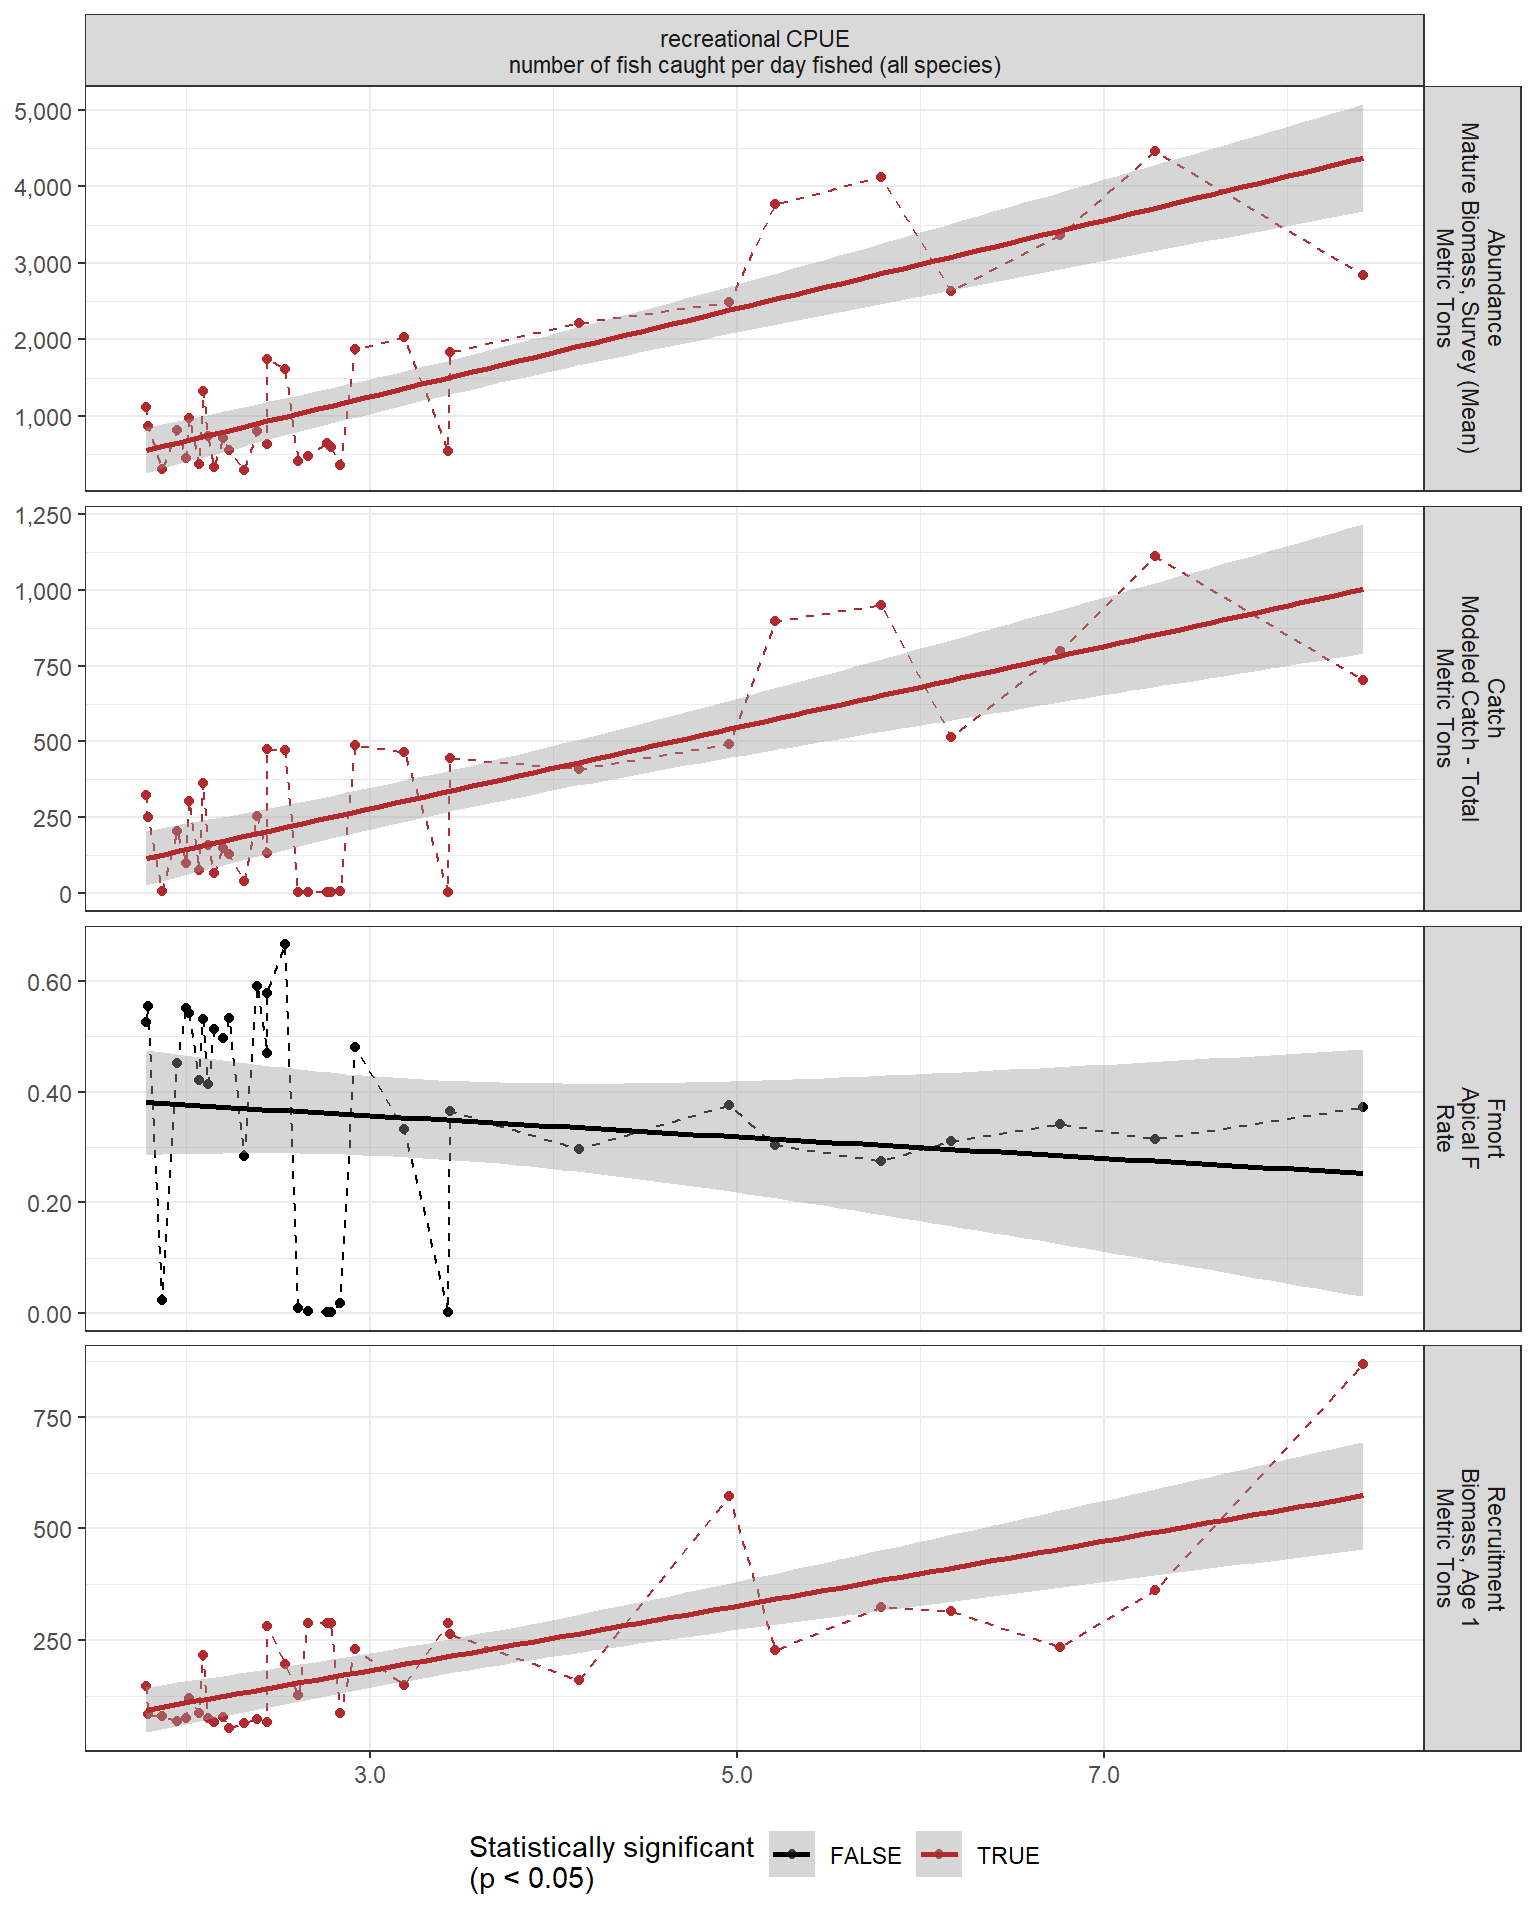 recreational CPUE
number of fish caught per day fished (all species)
5,000
4,000
3,000
2,000
1,000
Abundance
Mature Biomass, Survey (Mean)
Metric Tons
1,250
1,000
750
500
250
0
Catch
Modeled Catch - Total
Metric Tons
0.60
0.40
0.20
0.00
Fmort
Apical F
Rate
750
500
250
Recruitment
Biomass, Age 1
Metric Tons
3.0
5.0
7.0
Statistically significant
(p < 0.05)
FALSE
TRUE